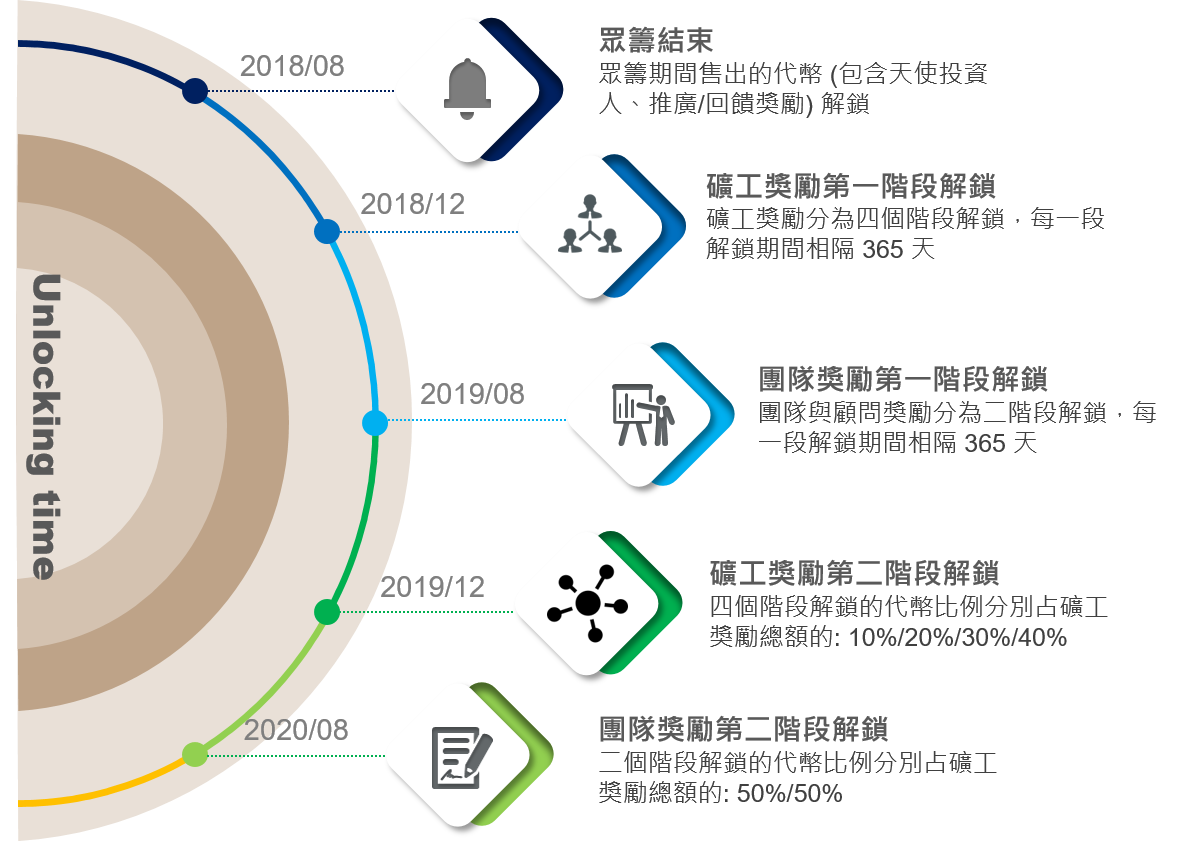 Unlocking time
2018/08
眾籌結束
眾籌期間售出的代幣 (包含天使投資
人、推廣/回饋獎勵) 解鎖
2018/12
礦工獎勵第一階段解鎖
礦工獎勵分為四個階段解鎖，每一段
解鎖期間相隔 365 天
2019/08
團隊獎勵第一階段解鎖
團隊與顧問獎勵分為二階段解鎖，每
一段解鎖期間相隔 365 天
2019/12
礦工獎勵第二階段解鎖
四個階段解鎖的代幣比例分別占礦工
獎勵總額的: 10%/20%/30%/40%
2020/08
團隊獎勵第二階段解鎖
二個階段解鎖的代幣比例分別占礦工
獎勵總額的: 50%/50%